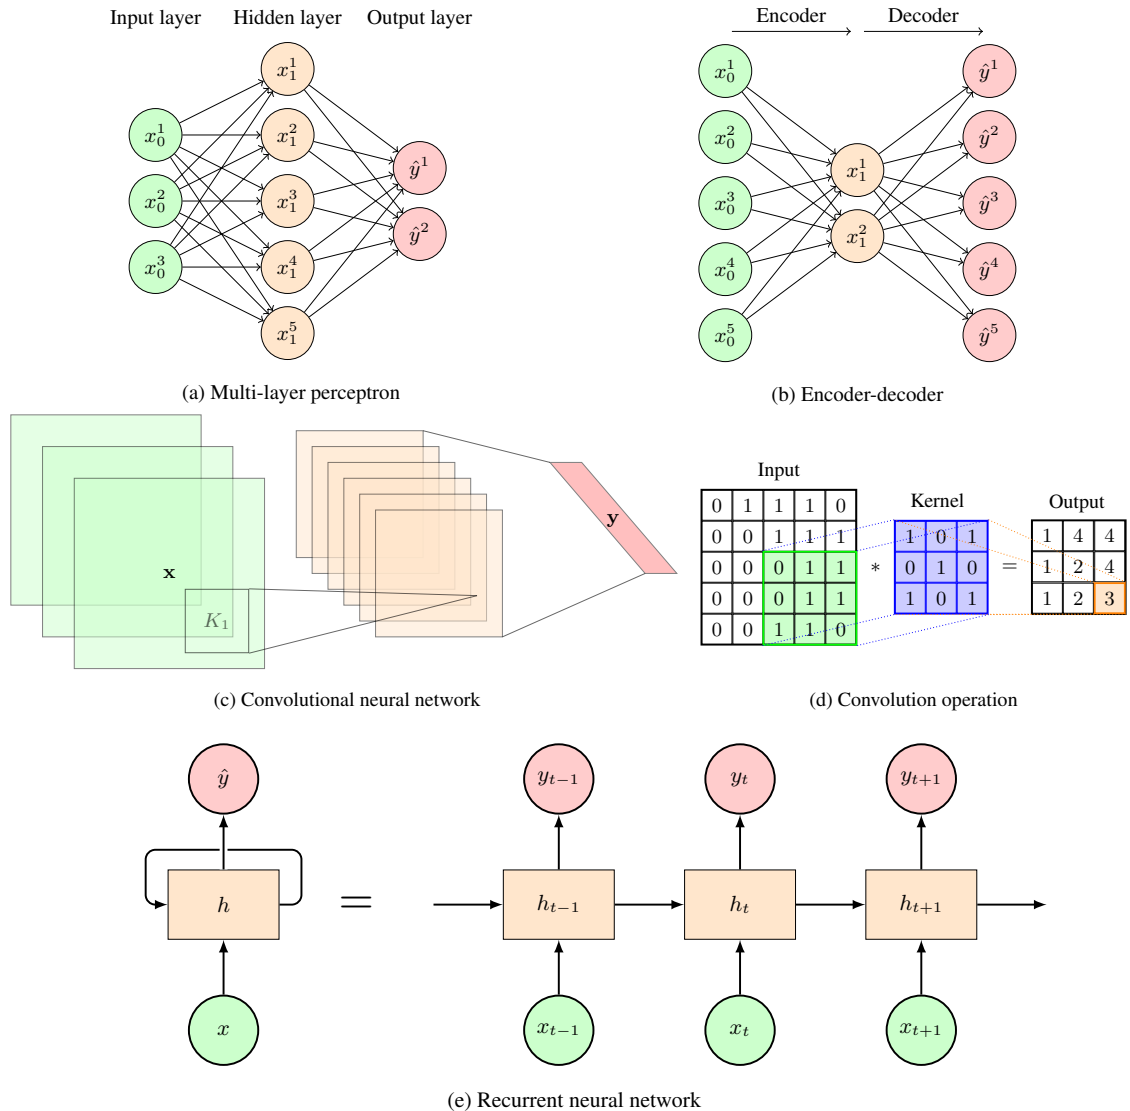 Input layer Hidden layer Output layer
x_0^1
x_0^2
x_0^3
x_1^1
x_1^2
x_1^3
x_1^4
x_1^5
ŷ^1
ŷ^2
(a) Multi-layer perceptron
Encoder Decoder
x_0^1
x_0^2
x_0^3
x_0^4
x_0^5
x_1^1
x_1^2
ŷ^1
ŷ^2
ŷ^3
ŷ^4
ŷ^5
(b) Encoder-decoder
x
K_1
y
(c) Convolutional neural network
Input
0 1 1 1 0
0 0 1 1 1
0 0 0 1 1
0 0 0 1 1
0 0 1 1 0
*
Kernel
1 0 1
0 1 0
1 0 1
=
Output
1 4 4
1 2 4
1 2 3
(d) Convolution operation
ŷ
h
x
=
y_{t−1} y_t y_{t+1}
h_{t−1} h_t h_{t+1}
x_{t−1} x_t x_{t+1}
(e) Recurrent neural network